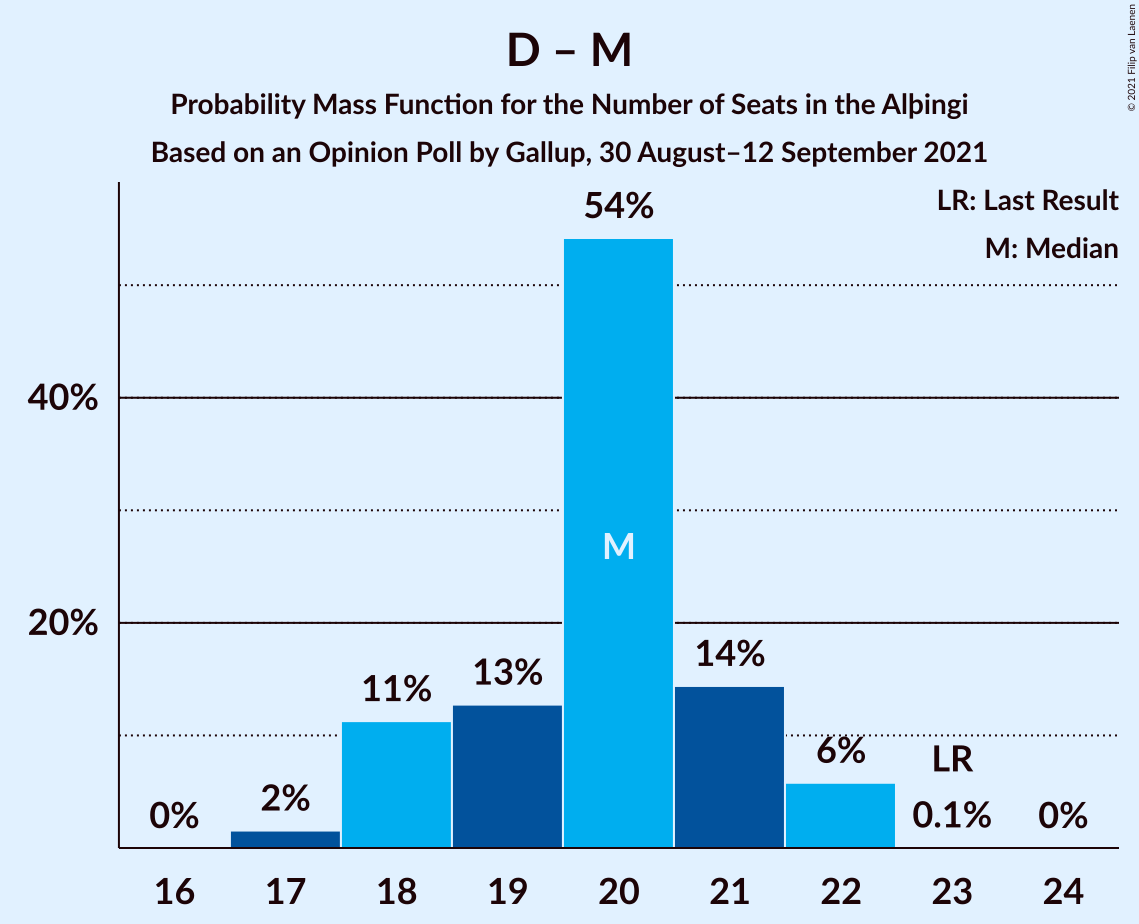 D – M
Probability Mass Function for the Number of Seats in the Alþingi
Based on an Opinion Poll by Gallup, 30 August–12 September 2021
© 2021 Filip van Laenen
LR: Last Result
M: Median
54%
40%
M
20%
14%
13%
11%
6%
LR
2%
0%
0.1%
0%
16 17 18 19 20 21 22 23 24